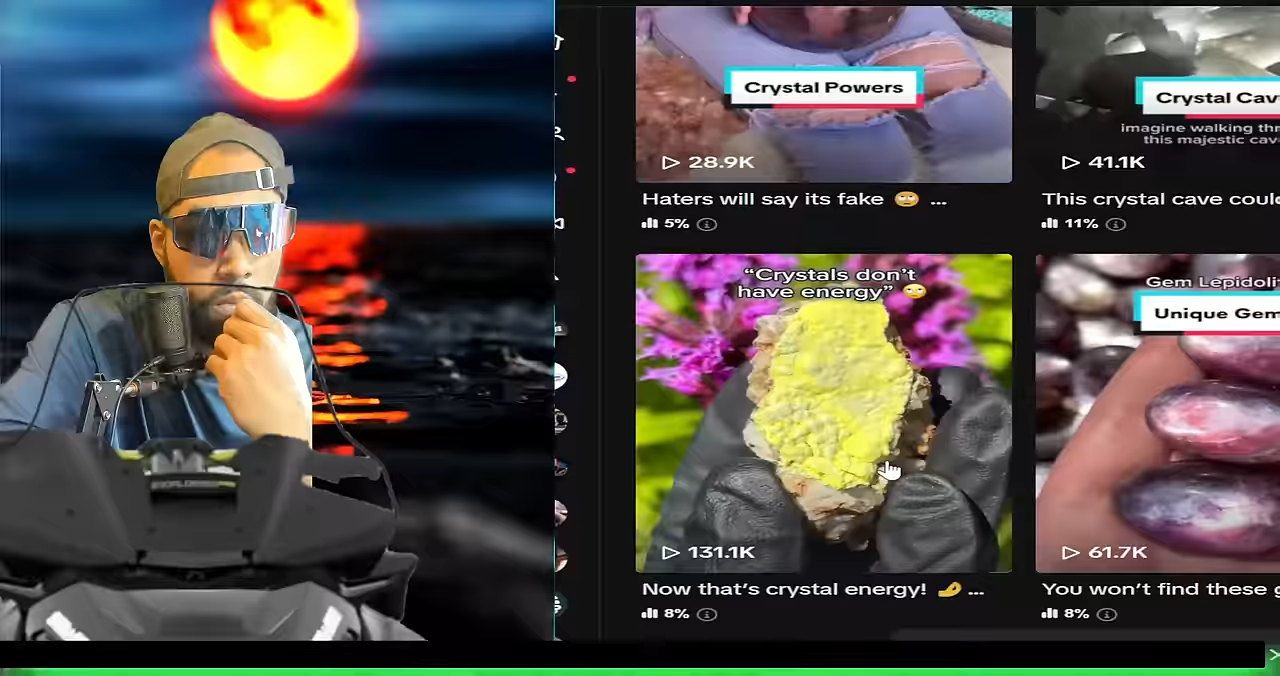 Crystal Powers
28.9K
Haters will say its fake 🙄 ...
5%
Crystal Cav
imagine walking thr
this majestic cav
41.1K
This crystal cave coul
11%
“Crystals don’t
have energy” 🙄
131.1K
Now that’s crystal energy! 🤌 ...
8%
Gem Lepidoli
Unique Gem
61.7K
You won’t find these g
8%